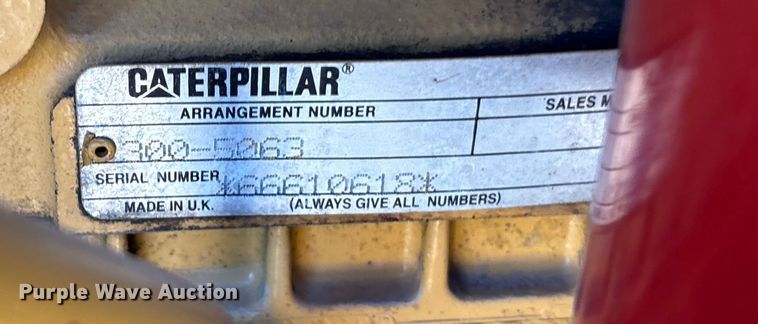 CATERPILLAR®
ARRANGEMENT NUMBER SALES M
300-5063
SERIAL NUMBER *66610618*
MADE IN U.K. (ALWAYS GIVE ALL NUMBERS)
Purple Wave Auction